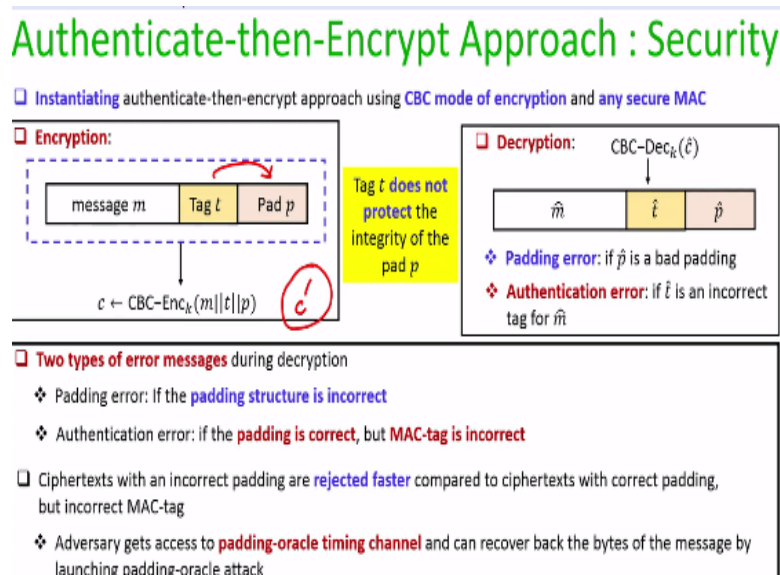 Authenticate-then-Encrypt Approach : Security
Instantiating authenticate-then-encrypt approach using CBC mode of encryption and any secure MAC
Encryption:
message m
Tag t
Pad p
c ← CBC–Encₖ(m||t||p)
c'
Tag t does not
protect the
integrity of the
pad p
Decryption:
CBC–Decₖ(ĉ)
m̂
t̂
p̂
Padding error: if p̂ is a bad padding
Authentication error: if t̂ is an incorrect
tag for m̂
Two types of error messages during decryption
Padding error: If the padding structure is incorrect
Authentication error: if the padding is correct, but MAC-tag is incorrect
Ciphertexts with an incorrect padding are rejected faster compared to ciphertexts with correct padding,
but incorrect MAC-tag
Adversary gets access to padding-oracle timing channel and can recover back the bytes of the message by
launching padding-oracle attack